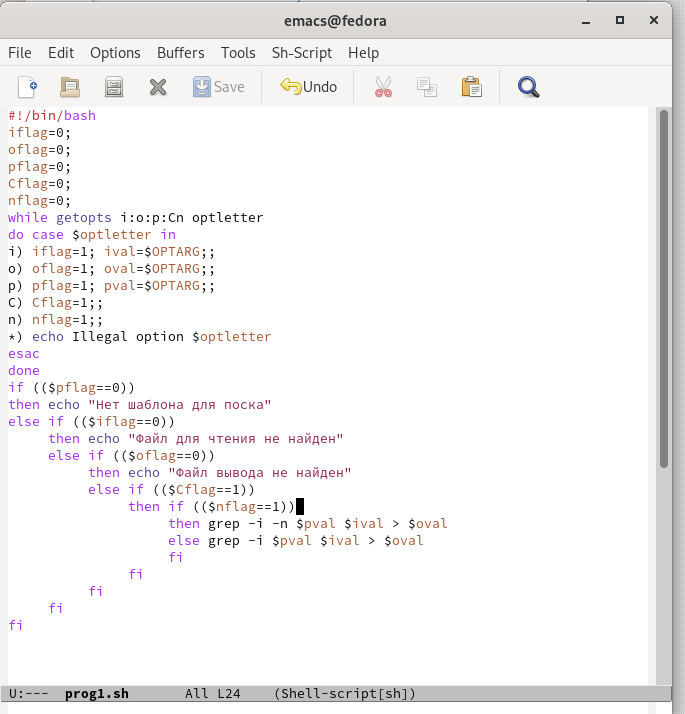 emacs@fedora
File Edit Options Buffers Tools Sh-Script Help
Save Undo
#!/bin/bash
iflag=0;
oflag=0;
pflag=0;
Cflag=0;
nflag=0;
while getopts i:o:p:Cn optletter
do case $optletter in
i) iflag=1; ival=$OPTARG;;
o) oflag=1; oval=$OPTARG;;
p) pflag=1; pval=$OPTARG;;
C) Cflag=1;;
n) nflag=1;;
*) echo Illegal option $optletter
esac
done
if (($pflag==0))
then echo "Нет шаблона для поска"
else if (($iflag==0))
     then echo "Файл для чтения не найден"
     else if (($oflag==0))
          then echo "Файл вывода не найден"
          else if (($Cflag==1))
               then if (($nflag==1))
                    then grep -i -n $pval $ival > $oval
                    else grep -i $pval $ival > $oval
                    fi
               fi
          fi
     fi
fi
U:--- prog1.sh All L24 (Shell-script[sh])